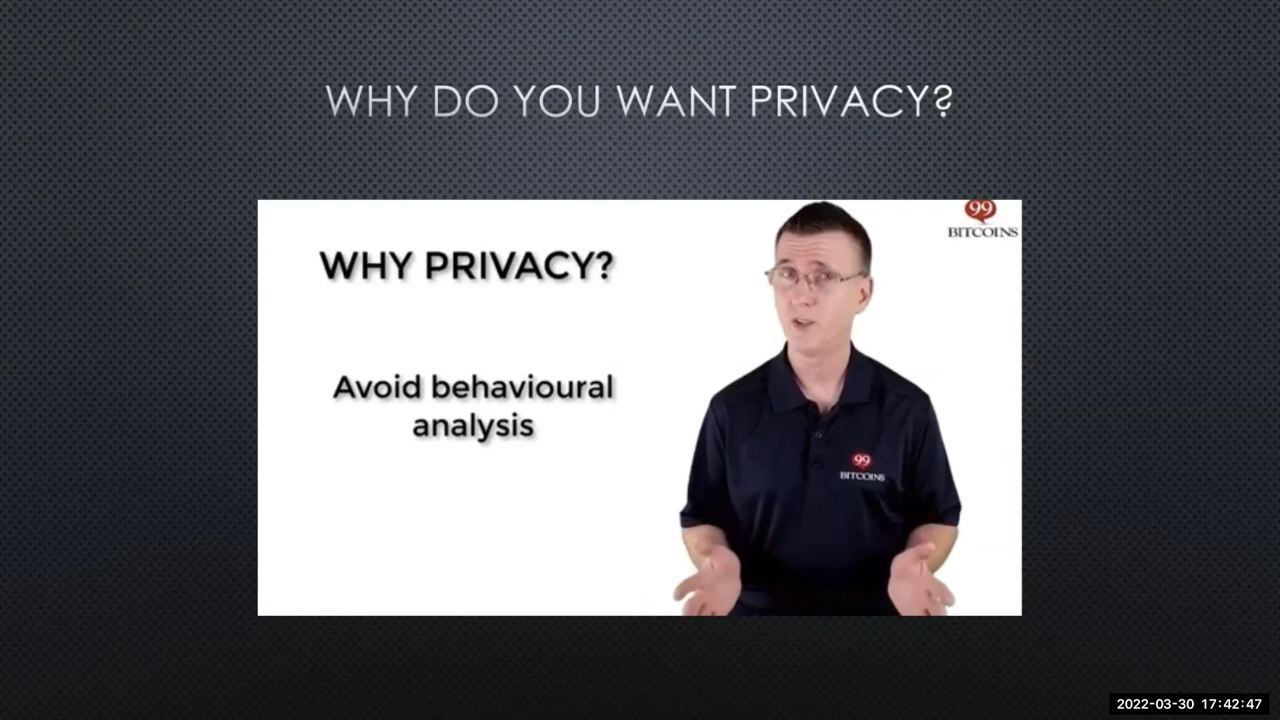 WHY DO YOU WANT PRIVACY?
99
BITCOINS
WHY PRIVACY?
Avoid behavioural
analysis
99
BITCOINS
2022-03-30 17:42:47